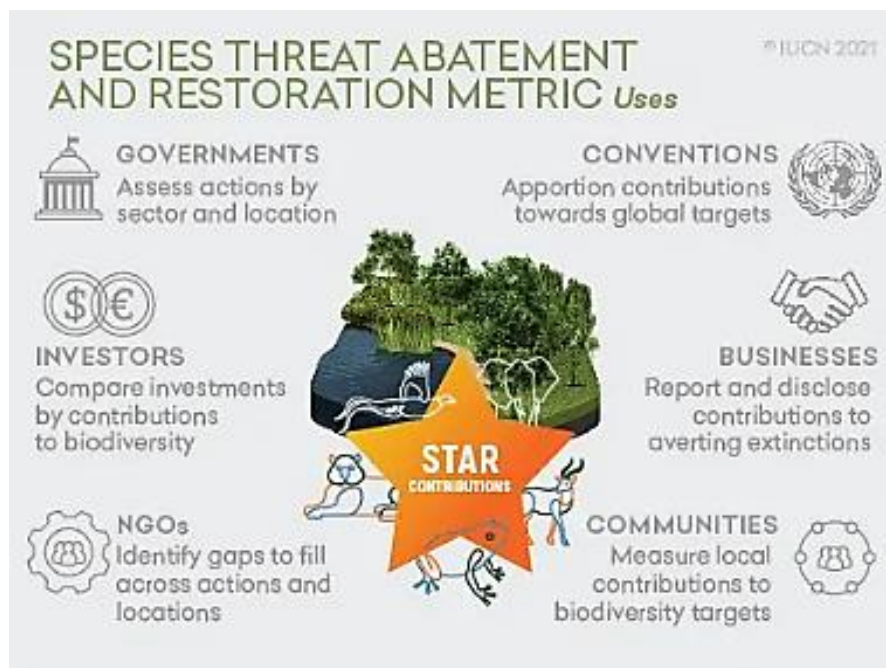 SPECIES THREAT ABATEMENT
AND RESTORATION METRIC Uses
© IUCN 2021
GOVERNMENTS
Assess actions by
sector and location
CONVENTIONS
Apportion contributions
towards global targets
$ €
INVESTORS
Compare investments
by contributions
to biodiversity
BUSINESSES
Report and disclose
contributions to
averting extinctions
STAR
CONTRIBUTIONS
NGOs
Identify gaps to fill
across actions and
locations
COMMUNITIES
Measure local
contributions to
biodiversity targets